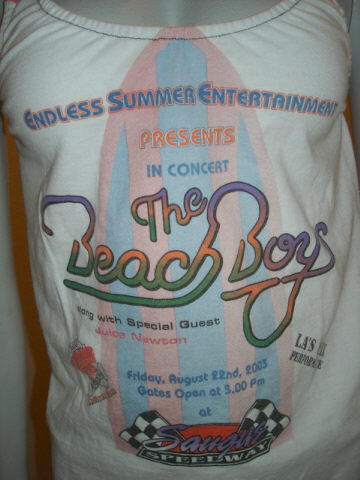 ENDLESS SUMMER ENTERTAINMENT
PRESENTS
IN CONCERT
The
Beach Boys
Along with Special Guest
Juice Newton
LA'S
Friday, August 22nd, 2003
Gates Open at 5:00 Pm
at
Saugus
SPEEDWAY